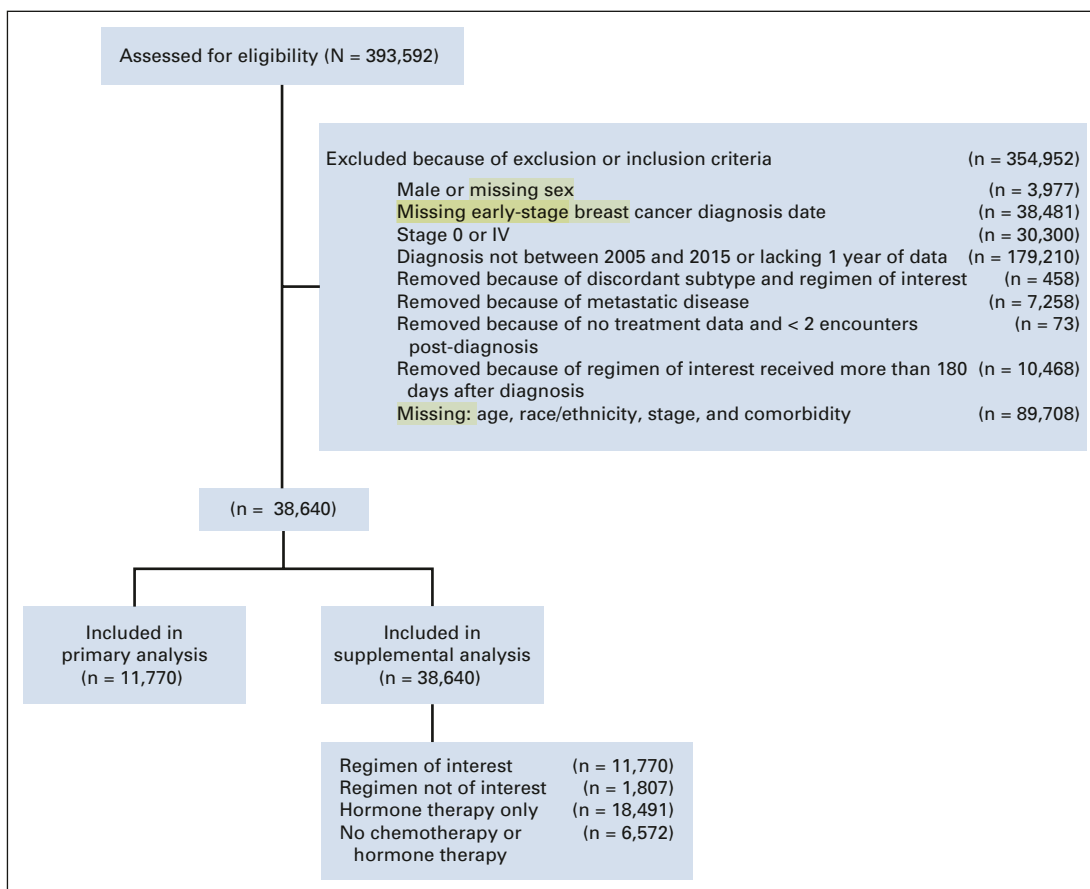 Assessed for eligibility (N = 393,592)
Excluded because of exclusion or inclusion criteria (n = 354,952)
Male or missing sex (n = 3,977)
Missing early-stage breast cancer diagnosis date (n = 38,481)
Stage 0 or IV (n = 30,300)
Diagnosis not between 2005 and 2015 or lacking 1 year of data (n = 179,210)
Removed because of discordant subtype and regimen of interest (n = 458)
Removed because of metastatic disease (n = 7,258)
Removed because of no treatment data and < 2 encounters (n = 73)
post-diagnosis
Removed because of regimen of interest received more than 180 (n = 10,468)
days after diagnosis
Missing: age, race/ethnicity, stage, and comorbidity (n = 89,708)
(n = 38,640)
Included in
primary analysis
(n = 11,770)
Included in
supplemental analysis
(n = 38,640)
Regimen of interest (n = 11,770)
Regimen not of interest (n = 1,807)
Hormone therapy only (n = 18,491)
No chemotherapy or (n = 6,572)
hormone therapy